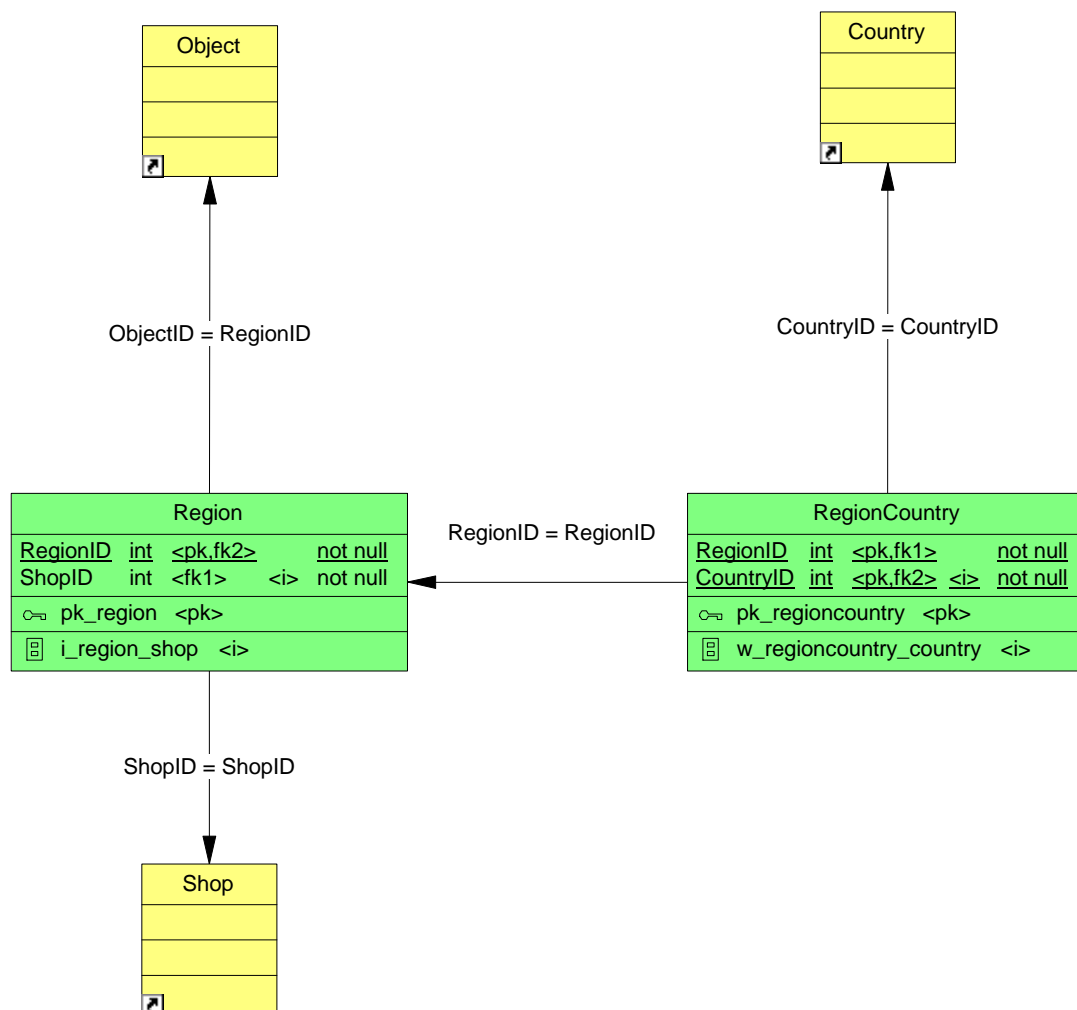 Object
Country
ObjectID = RegionID
CountryID = CountryID
Region
RegionID int <pk,fk2> not null
ShopID int <fk1> <i> not null
pk_region <pk>
i_region_shop <i>
RegionID = RegionID
RegionCountry
RegionID int <pk,fk1> not null
CountryID int <pk,fk2> <i> not null
pk_regioncountry <pk>
w_regioncountry_country <i>
ShopID = ShopID
Shop